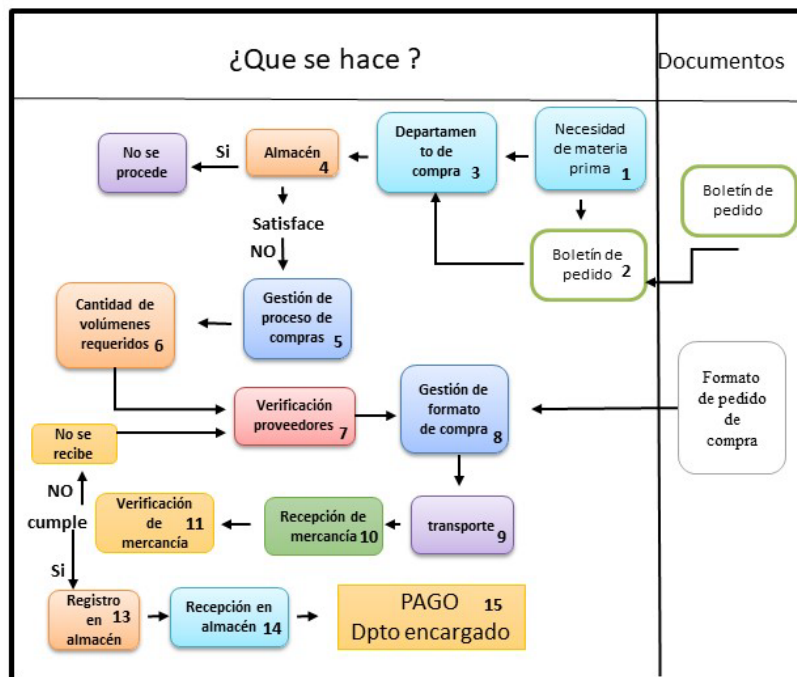 ¿Que se hace ?
Documentos
No se
procede
Si
Almacén
4
Departamen
to de
compra 3
Necesidad
de materia
prima 1
Boletín de
pedido
Satisface
NO
Boletín de
pedido 2
Cantidad de
volúmenes
requeridos 6
Gestión de
proceso de
compras 5
Verificación
proveedores 7
Gestión de
formato
de compra 8
Formato
de pedido
de
compra
No se
recibe
NO
cumple
Si
Verificación
de 11
mercancía
Recepción de
mercancía 10
transporte 9
Registro
en 13
almacén
Recepción en
almacén 14
PAGO 15
Dpto encargado